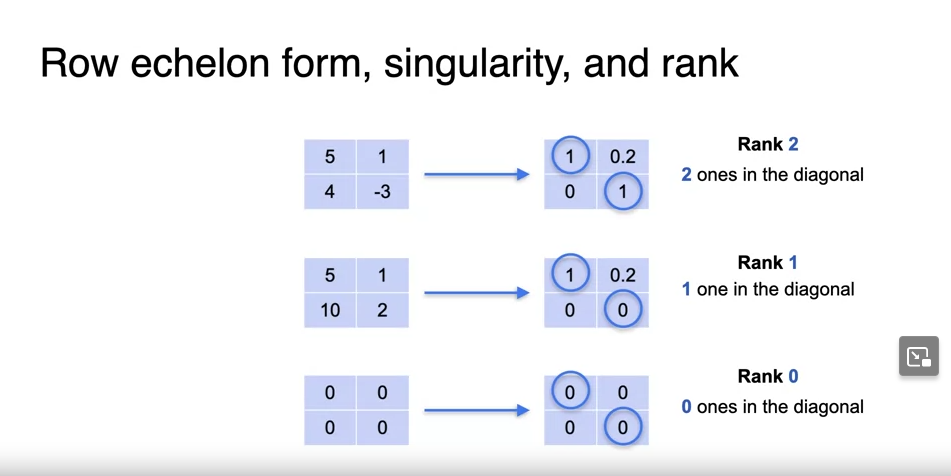 Row echelon form, singularity, and rank
5 1 1 0.2 Rank 2
4 -3 0 1 2 ones in the diagonal
5 1 1 0.2 Rank 1
10 2 0 0 1 one in the diagonal
0 0 0 0 Rank 0
0 0 0 0 0 ones in the diagonal